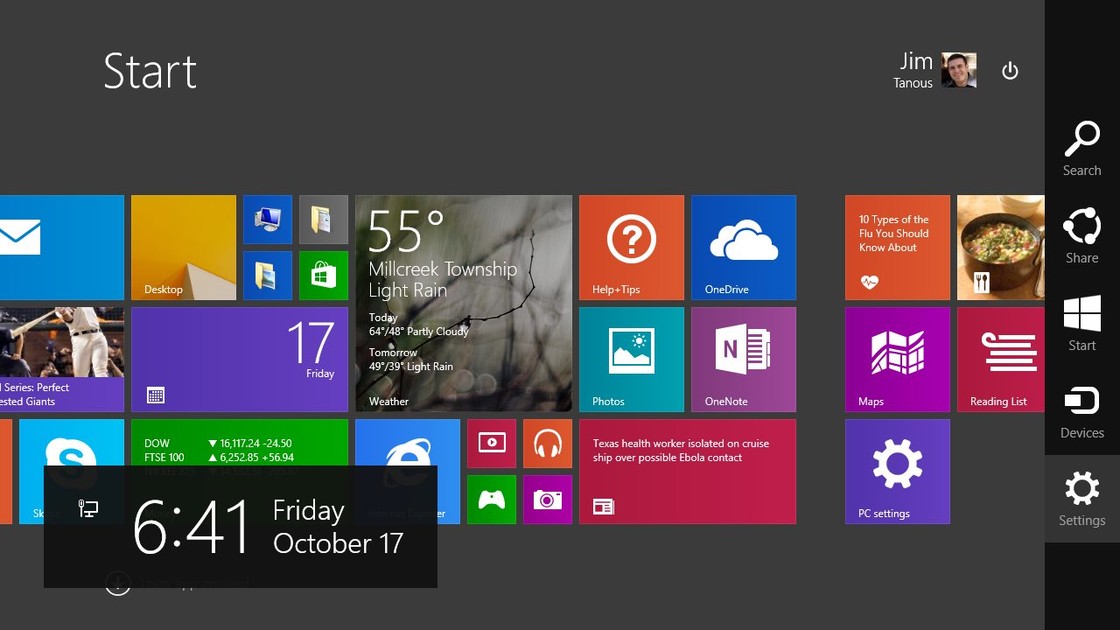 Start
Jim
Tanous
Search
Share
Start
Devices
Settings
Desktop
55°
Millcreek Township
Light Rain
Today
64°/48° Partly Cloudy
Tomorrow
49°/39° Light Rain
Weather
Help+Tips
OneDrive
10 Types of the
Flu You Should
Know About
Series: Perfect
ested Giants
17
Friday
Photos
N
OneNote
Maps
Reading List
S
Sk
DOW ▼ 16,117.24 -24.50
FTSE 100 ▲ 6,252.85 +56.94
Texas health worker isolated on cruise
ship over possible Ebola contact
PC settings
6:41
Friday
October 17